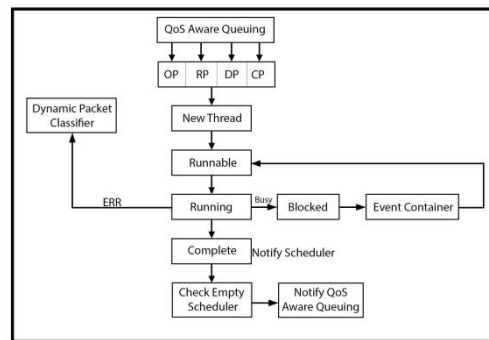 QoS Aware Queuing
OP RP DP CP
Dynamic Packet
Classifier
New Thread
Runnable
ERR
Running
Busy
Blocked
Event Container
Complete
Notify Scheduler
Check Empty
Scheduler
Notify QoS
Aware Queuing